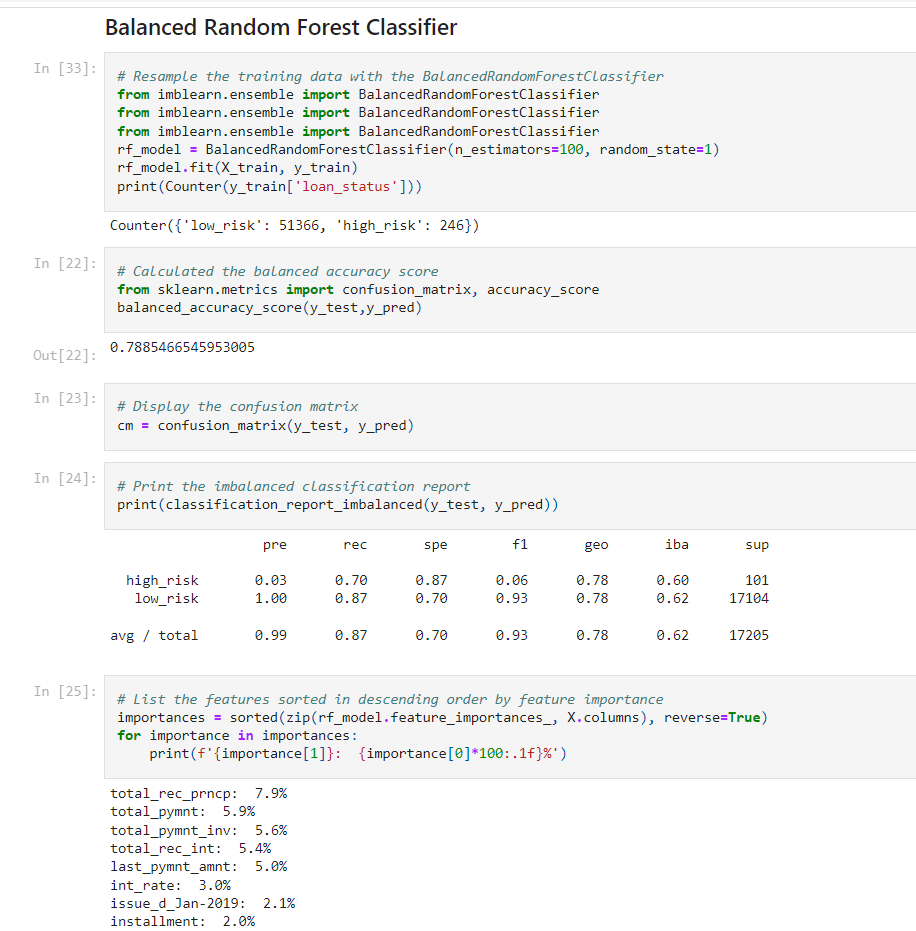 Balanced Random Forest Classifier
In [33]:
# Resample the training data with the BalancedRandomForestClassifier
from imblearn.ensemble import BalancedRandomForestClassifier
from imblearn.ensemble import BalancedRandomForestClassifier
from imblearn.ensemble import BalancedRandomForestClassifier
rf_model = BalancedRandomForestClassifier(n_estimators=100, random_state=1)
rf_model.fit(X_train, y_train)
print(Counter(y_train['loan_status']))
Counter({'low_risk': 51366, 'high_risk': 246})
In [22]:
# Calculated the balanced accuracy score
from sklearn.metrics import confusion_matrix, accuracy_score
balanced_accuracy_score(y_test,y_pred)
Out[22]: 0.7885466545953005
In [23]:
# Display the confusion matrix
cm = confusion_matrix(y_test, y_pred)
In [24]:
# Print the imbalanced classification report
print(classification_report_imbalanced(y_test, y_pred))
pre rec spe f1 geo iba sup
high_risk 0.03 0.70 0.87 0.06 0.78 0.60 101
low_risk 1.00 0.87 0.70 0.93 0.78 0.62 17104
avg / total 0.99 0.87 0.70 0.93 0.78 0.62 17205
In [25]:
# List the features sorted in descending order by feature importance
importances = sorted(zip(rf_model.feature_importances_, X.columns), reverse=True)
for importance in importances:
    print(f'{importance[1]}:  {importance[0]*100:.1f}%')
total_rec_prncp:  7.9%
total_pymnt:  5.9%
total_pymnt_inv:  5.6%
total_rec_int:  5.4%
last_pymnt_amnt:  5.0%
int_rate:  3.0%
issue_d_Jan-2019:  2.1%
installment:  2.0%